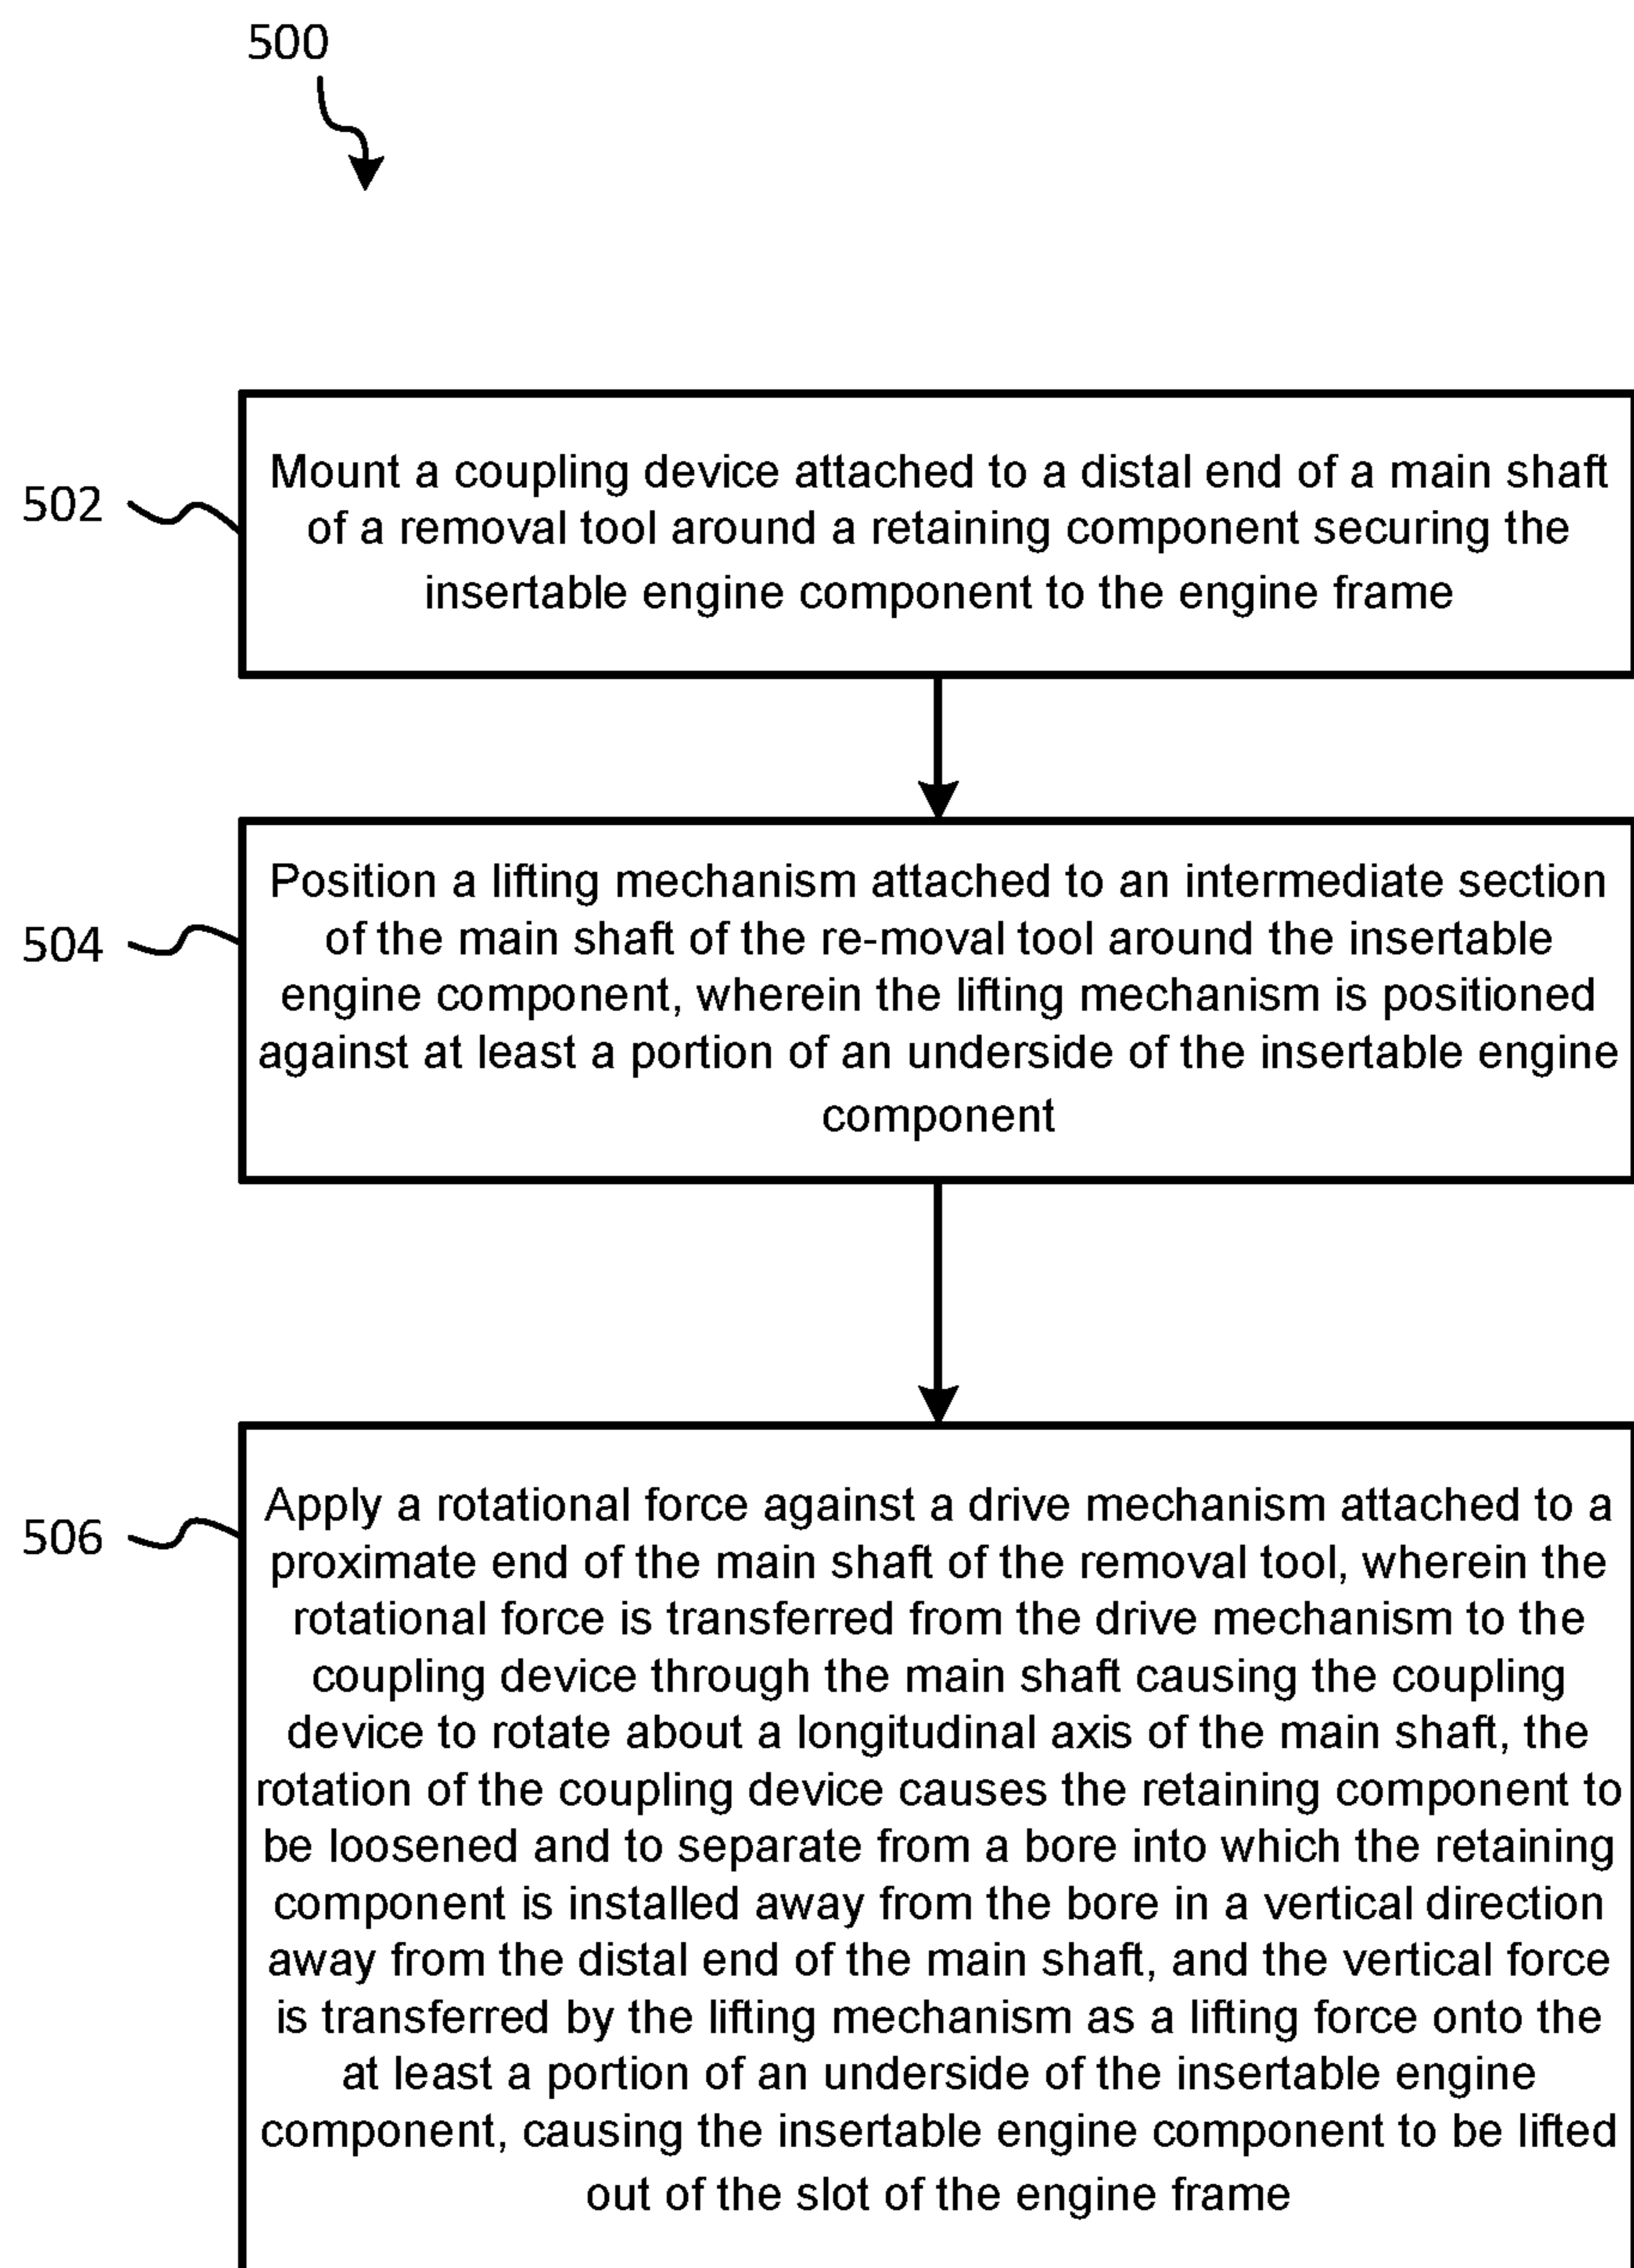 500
502
Mount a coupling device attached to a distal end of a main shaft
of a removal tool around a retaining component securing the
insertable engine component to the engine frame
504
Position a lifting mechanism attached to an intermediate section
of the main shaft of the re-moval tool around the insertable
engine component, wherein the lifting mechanism is positioned
against at least a portion of an underside of the insertable engine
component
506
Apply a rotational force against a drive mechanism attached to a
proximate end of the main shaft of the removal tool, wherein the
rotational force is transferred from the drive mechanism to the
coupling device through the main shaft causing the coupling
device to rotate about a longitudinal axis of the main shaft, the
rotation of the coupling device causes the retaining component to
be loosened and to separate from a bore into which the retaining
component is installed away from the bore in a vertical direction
away from the distal end of the main shaft, and the vertical force
is transferred by the lifting mechanism as a lifting force onto the
at least a portion of an underside of the insertable engine
component, causing the insertable engine component to be lifted
out of the slot of the engine frame